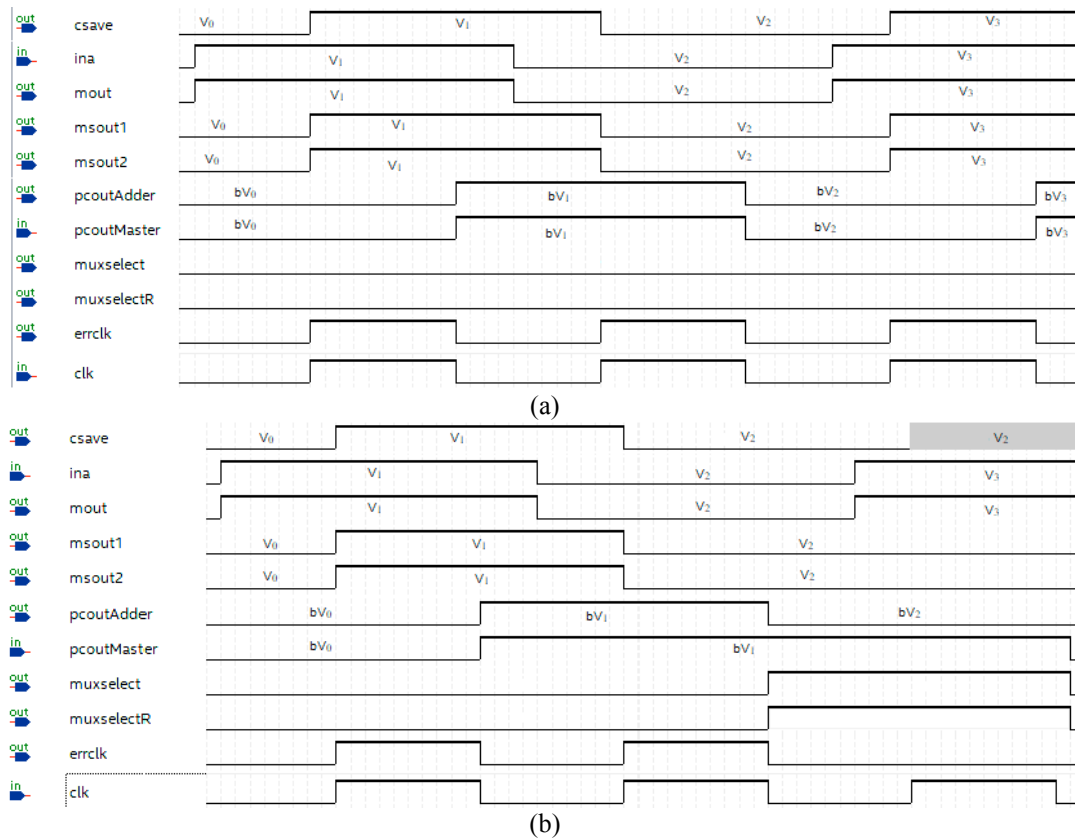 out csave V₀ V₁ V₂ V₃
in ina V₁ V₂ V₃
out mout V₁ V₂ V₃
out msout1 V₀ V₁ V₂ V₃
out msout2 V₀ V₁ V₂ V₃
out pcoutAdder bV₀ bV₁ bV₂ bV₃
in pcoutMaster bV₀ bV₁ bV₂ bV₃
out muxselect
out muxselectR
out errclk
in clk
(a)
out csave V₀ V₁ V₂ V₂
in ina V₁ V₂ V₃
out mout V₁ V₂ V₃
out msout1 V₀ V₁ V₂
out msout2 V₀ V₁ V₂
out pcoutAdder bV₀ bV₁ bV₂
in pcoutMaster bV₀ bV₁
out muxselect
out muxselectR
out errclk
in clk
(b)